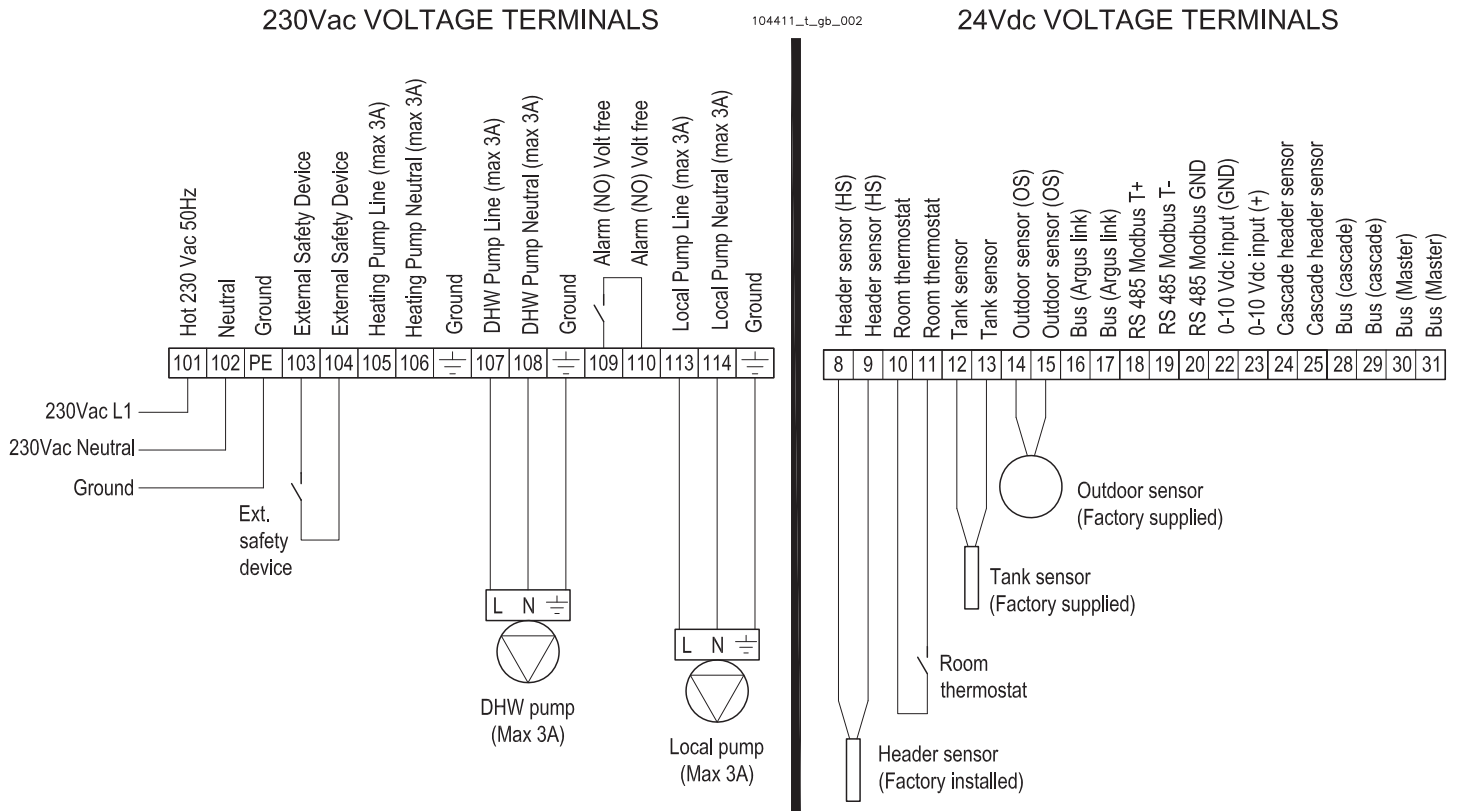 230Vac VOLTAGE TERMINALS
104411_t_gb_002
24Vdc VOLTAGE TERMINALS
Hot 230 Vac 50Hz
Neutral
Ground
External Safety Device
External Safety Device
Heating Pump Line (max 3A)
Heating Pump Neutral (max 3A)
Ground
DHW Pump Line (max 3A)
DHW Pump Neutral (max 3A)
Ground
Alarm (NO) Volt free
Alarm (NO) Volt free
Local Pump Line (max 3A)
Local Pump Neutral (max 3A)
Ground
101 102 PE 103 104 105 106 107 108 109 110 113 114
230Vac L1
230Vac Neutral
Ground
Ext.
safety
device
L N
DHW pump
(Max 3A)
L N
Local pump
(Max 3A)
Header sensor (HS)
Header sensor (HS)
Room thermostat
Room thermostat
Tank sensor
Tank sensor
Outdoor sensor (OS)
Outdoor sensor (OS)
Bus (Argus link)
Bus (Argus link)
RS 485 Modbus T+
RS 485 Modbus T-
RS 485 Modbus GND
0-10 Vdc input (GND)
0-10 Vdc input (+)
Cascade header sensor
Cascade header sensor
Bus (cascade)
Bus (cascade)
Bus (Master)
Bus (Master)
8 9 10 11 12 13 14 15 16 17 18 19 20 22 23 24 25 28 29 30 31
Outdoor sensor
(Factory supplied)
Tank sensor
(Factory supplied)
Room
thermostat
Header sensor
(Factory installed)